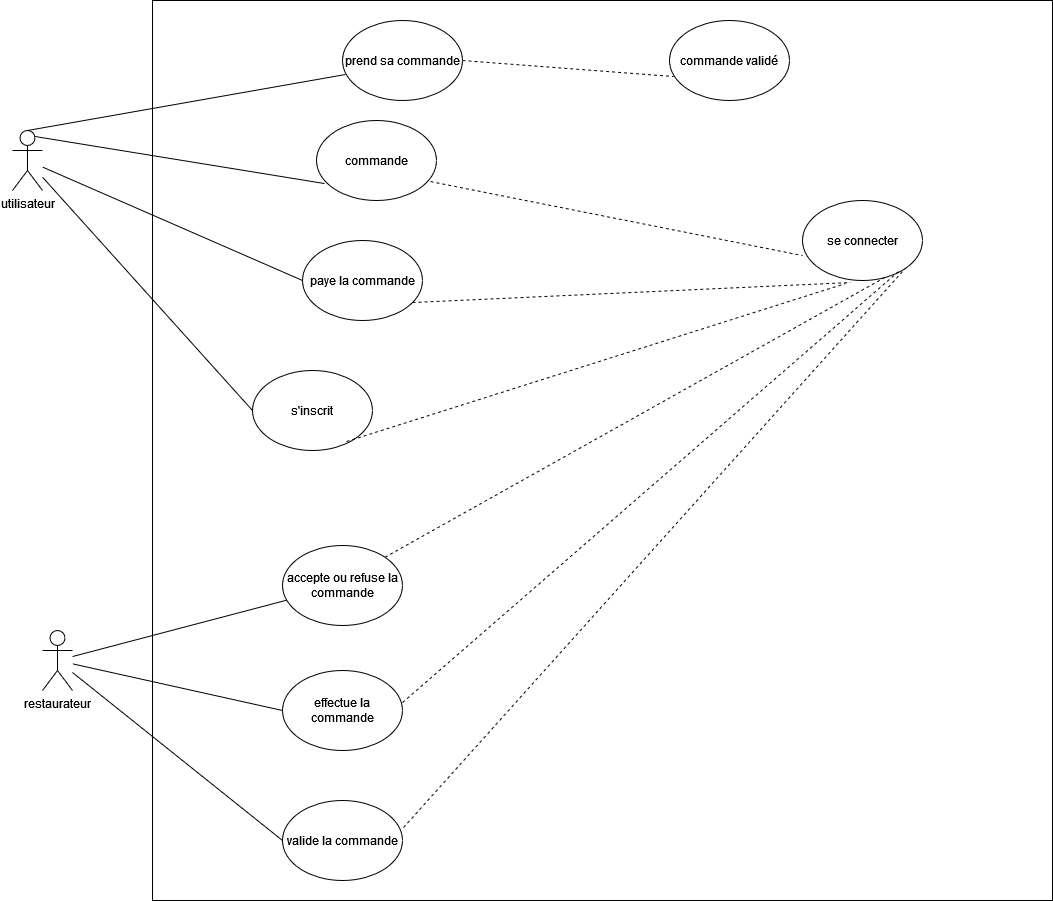 prend sa commande
commande validé
commande
utilisateur
se connecter
paye la commande
s'inscrit
accepte ou refuse la
commande
restaurateur
effectue la
commande
valide la commande